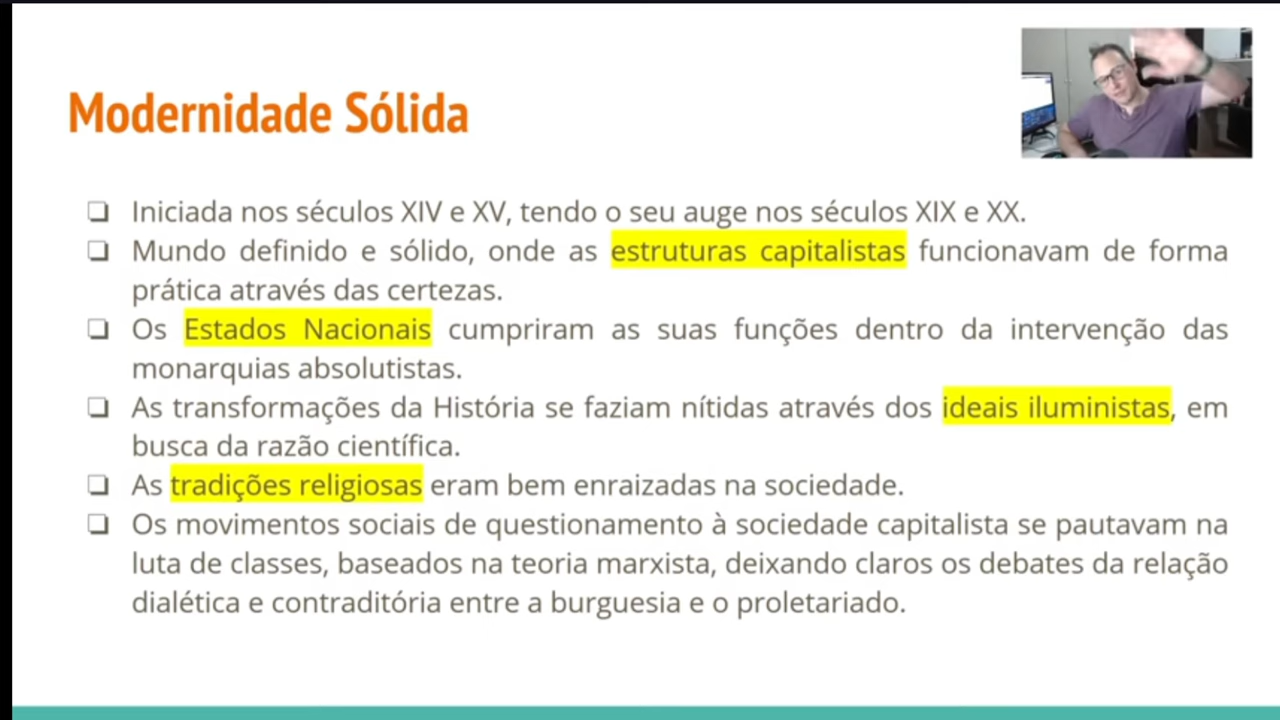 Modernidade Sólida
Iniciada nos séculos XIV e XV, tendo o seu auge nos séculos XIX e XX.
Mundo definido e sólido, onde as estruturas capitalistas funcionavam de forma
prática através das certezas.
Os Estados Nacionais cumpriram as suas funções dentro da intervenção das
monarquias absolutistas.
As transformações da História se faziam nítidas através dos ideais iluministas, em
busca da razão científica.
As tradições religiosas eram bem enraizadas na sociedade.
Os movimentos sociais de questionamento à sociedade capitalista se pautavam na
luta de classes, baseados na teoria marxista, deixando claros os debates da relação
dialética e contraditória entre a burguesia e o proletariado.